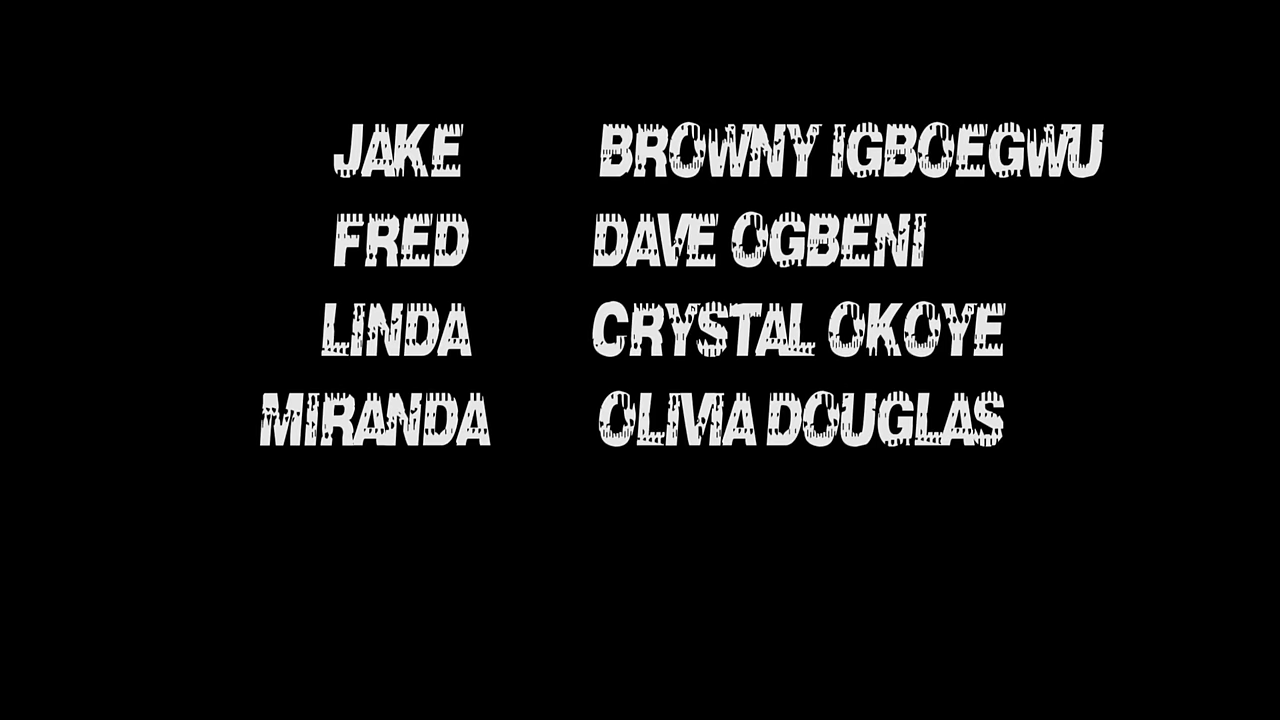 JAKE BROWNY IGBOEGWU
FRED DAVE OGBENI
LINDA CRYSTAL OKOYE
MIRANDA OLIVIA DOUGLAS